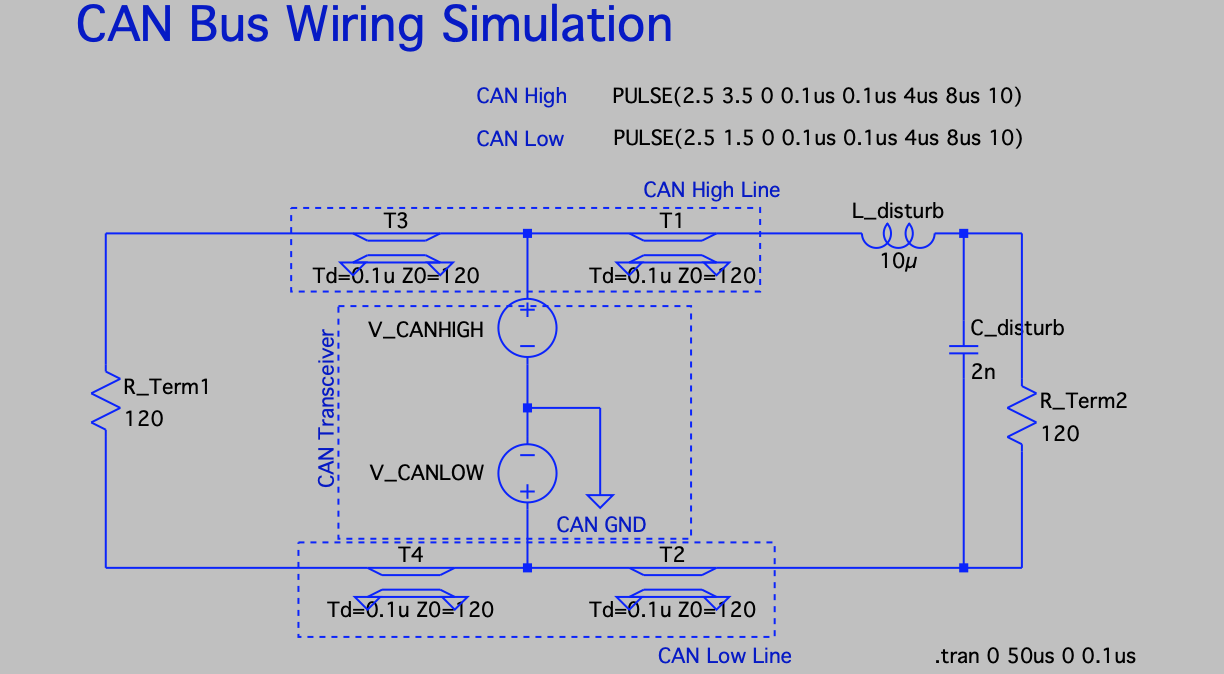 CAN Bus Wiring Simulation
CAN High PULSE(2.5 3.5 0 0.1us 0.1us 4us 8us 10)
CAN Low PULSE(2.5 1.5 0 0.1us 0.1us 4us 8us 10)
CAN High Line
T3
T1
L_disturb
10µ
Td=0.1u Z0=120
Td=0.1u Z0=120
CAN Transceiver
V_CANHIGH
C_disturb
2n
R_Term1
120
R_Term2
120
V_CANLOW
CAN GND
T4
T2
Td=0.1u Z0=120
Td=0.1u Z0=120
CAN Low Line
.tran 0 50us 0 0.1us